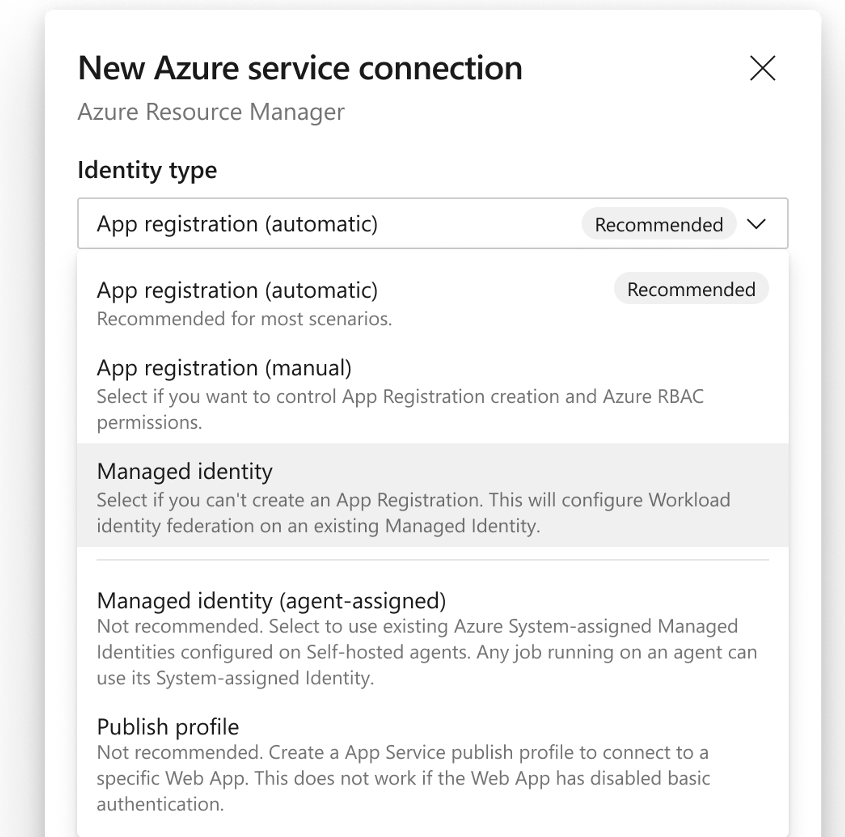 New Azure service connection
Azure Resource Manager
Identity type
App registration (automatic) Recommended
App registration (automatic) Recommended
Recommended for most scenarios.
App registration (manual)
Select if you want to control App Registration creation and Azure RBAC
permissions.
Managed identity
Select if you can't create an App Registration. This will configure Workload
identity federation on an existing Managed Identity.
Managed identity (agent-assigned)
Not recommended. Select to use existing Azure System-assigned Managed
Identities configured on Self-hosted agents. Any job running on an agent can
use its System-assigned Identity.
Publish profile
Not recommended. Create a App Service publish profile to connect to a
specific Web App. This does not work if the Web App has disabled basic
authentication.